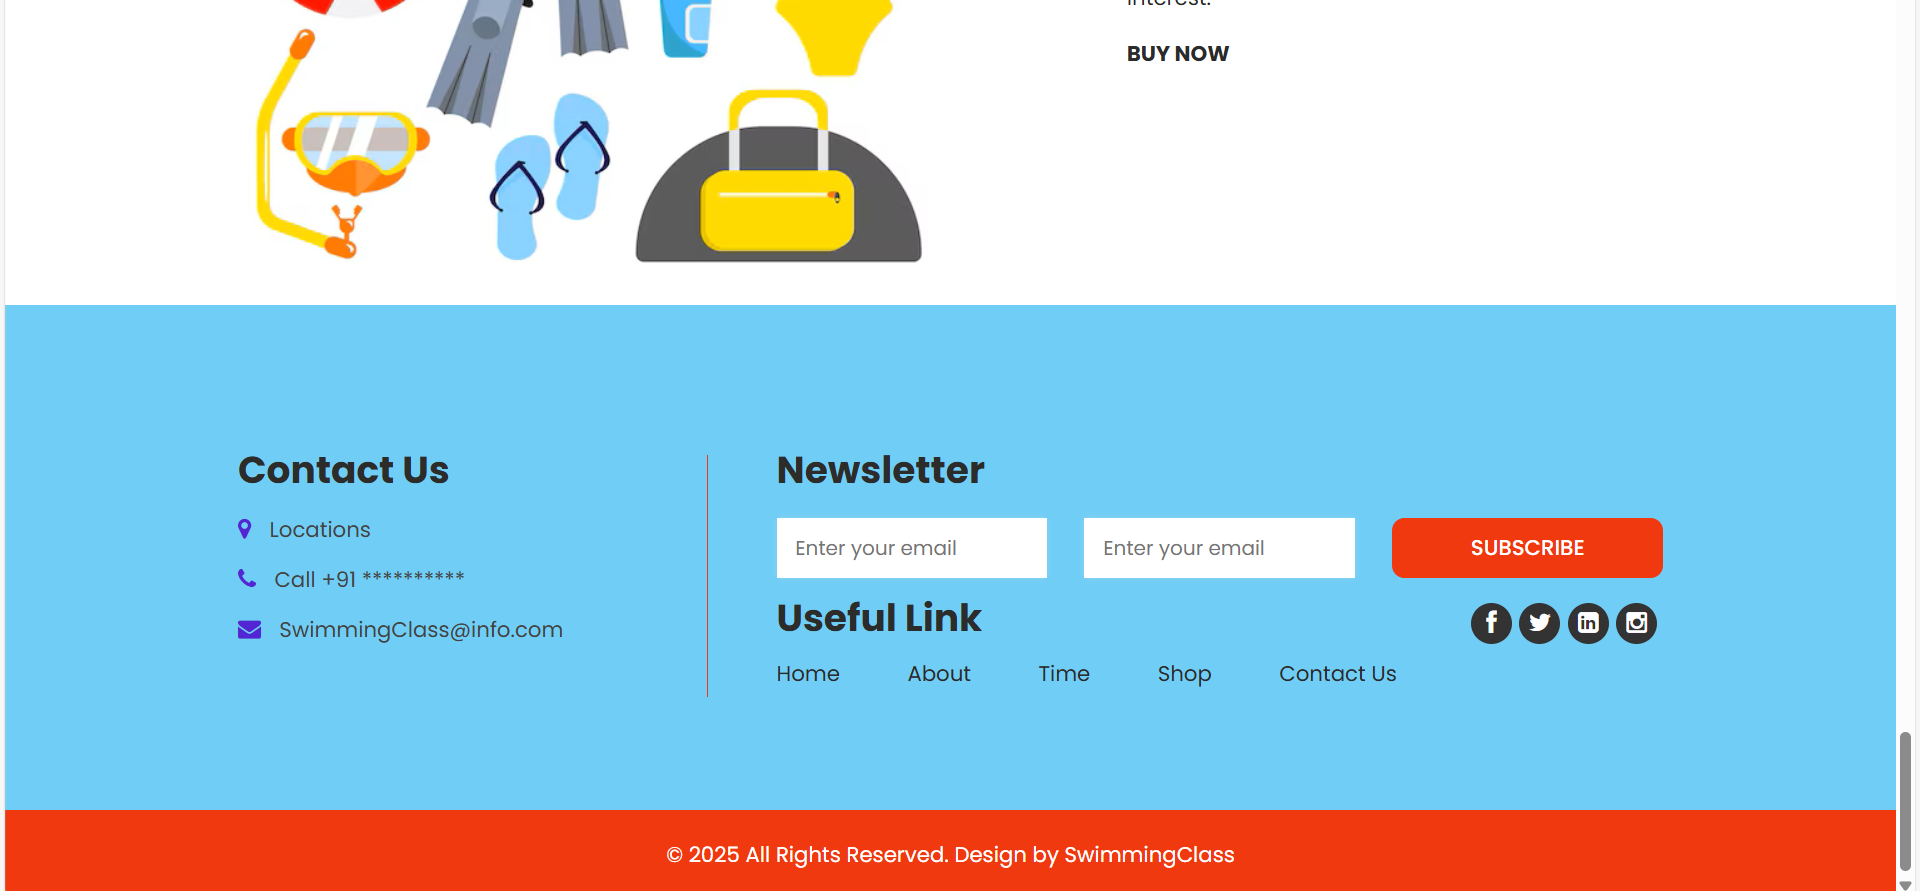 interest.
BUY NOW
Contact Us
Locations
Call +91 **********
SwimmingClass@info.com
Newsletter
Enter your email
Enter your email
SUBSCRIBE
Useful Link
Home
About
Time
Shop
Contact Us
© 2025 All Rights Reserved. Design by SwimmingClass